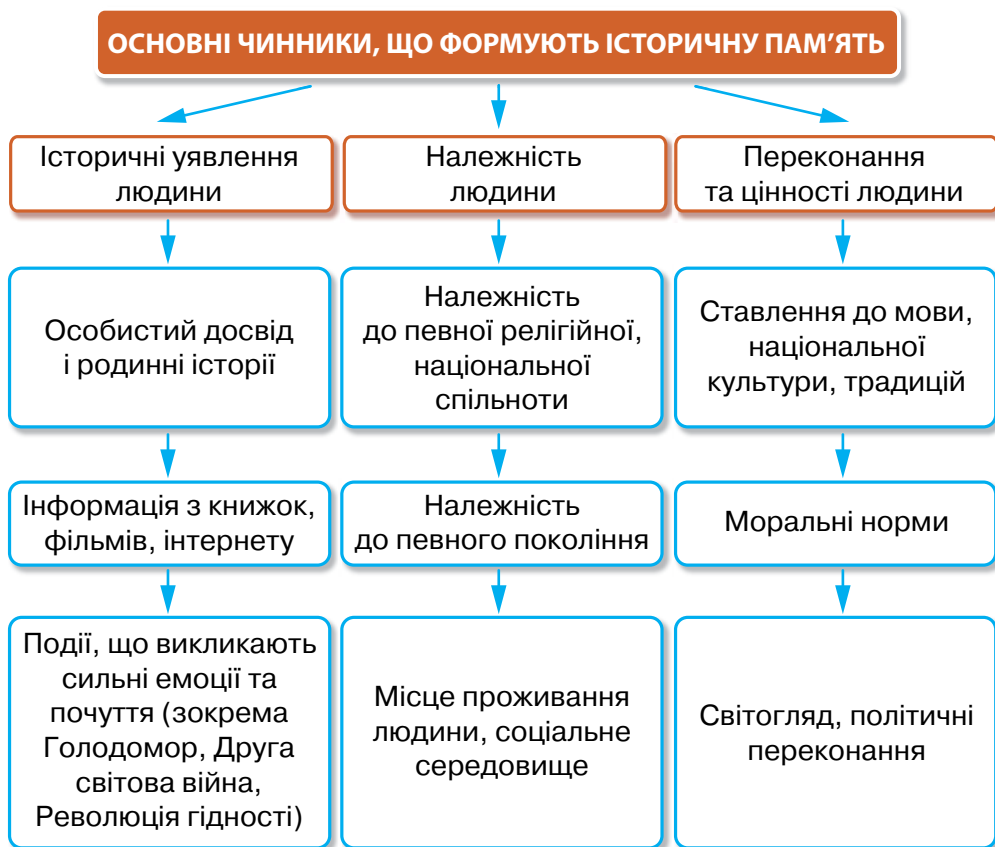 ОСНОВНІ ЧИННИКИ, ЩО ФОРМУЮТЬ ІСТОРИЧНУ ПАМ’ЯТЬ
Історичні уявлення
людини
Належність
людини
Переконання
та цінності людини
Особистий досвід
і родинні історії
Належність
до певної релігійної,
національної
спільноти
Ставлення до мови,
національної
культури, традицій
Інформація з книжок,
фільмів, інтернету
Належність
до певного покоління
Моральні норми
Події, що викликають
сильні емоції та
почуття (зокрема
Голодомор, Друга
світова війна,
Революція гідності)
Місце проживання
людини, соціальне
середовище
Світогляд, політичні
переконання